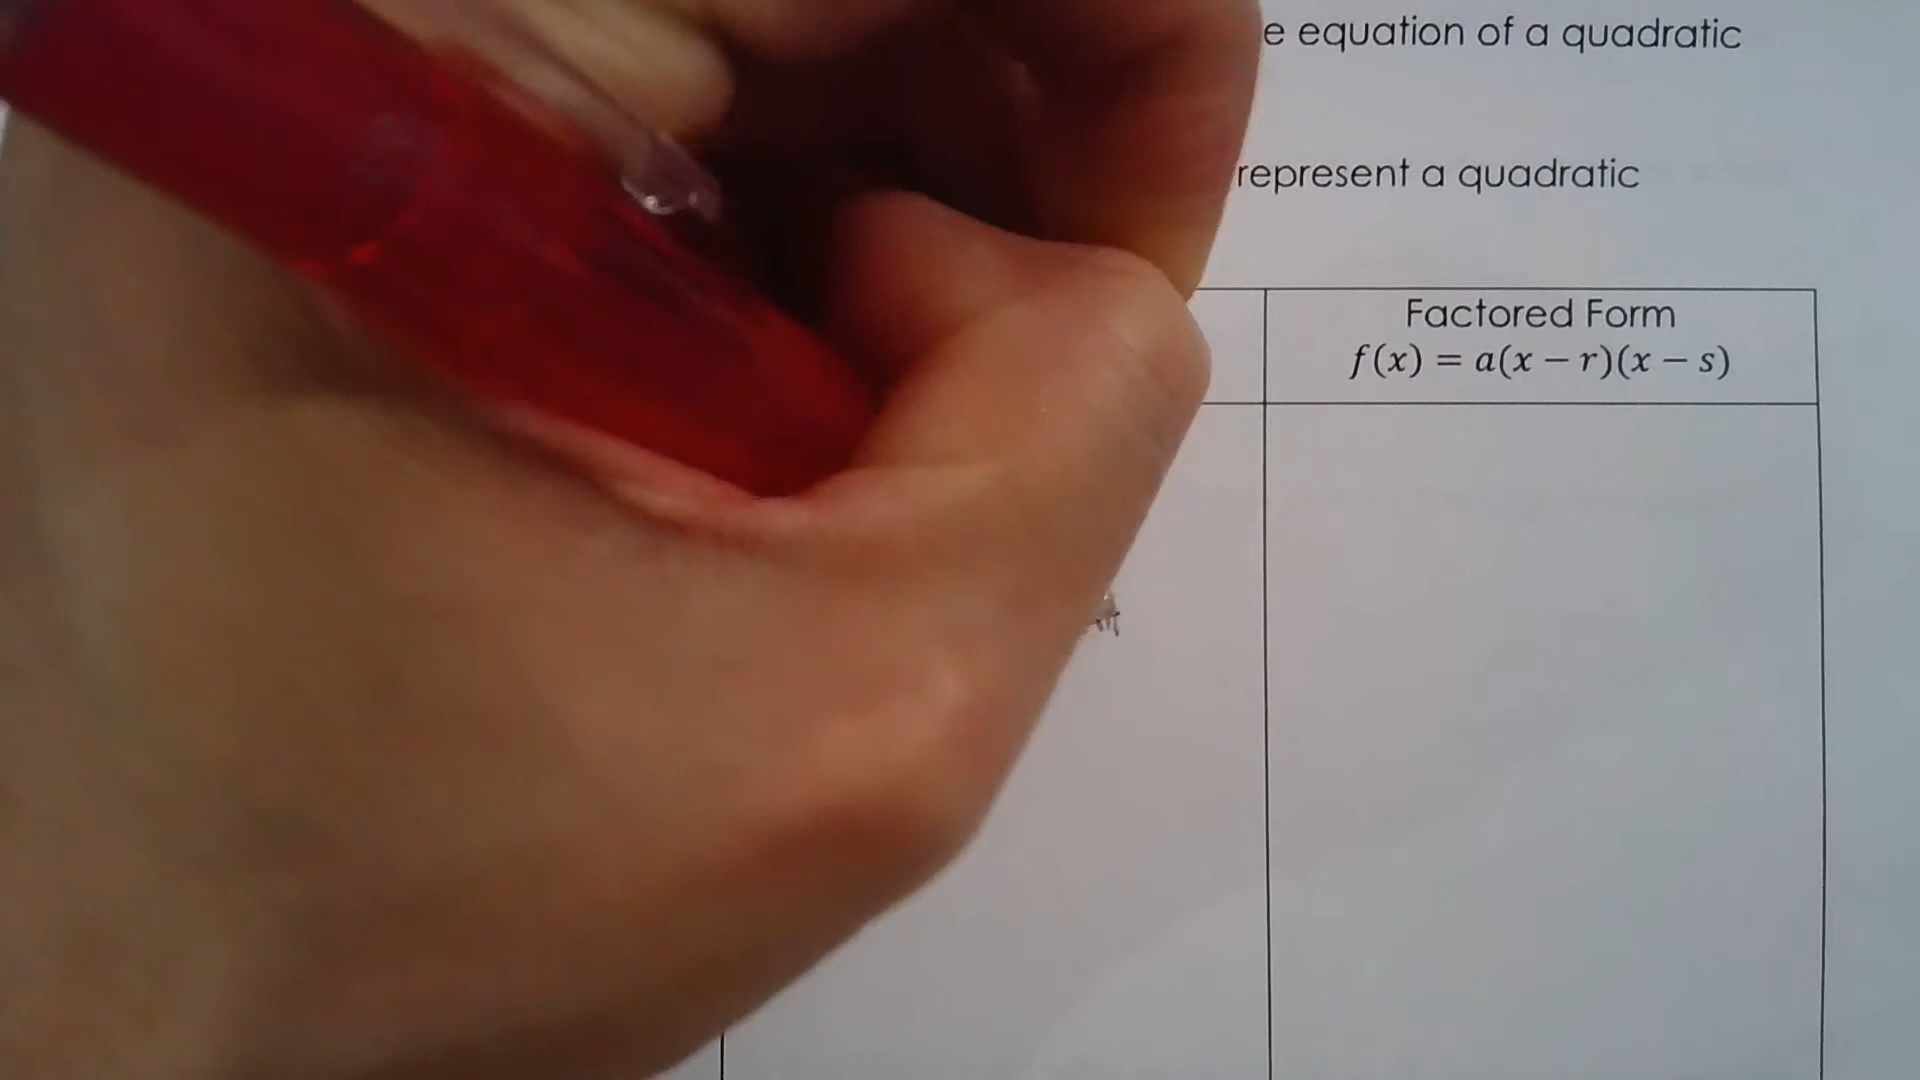 e equation of a quadratic
represent a quadratic
Factored Form
f(x) = a(x − r)(x − s)